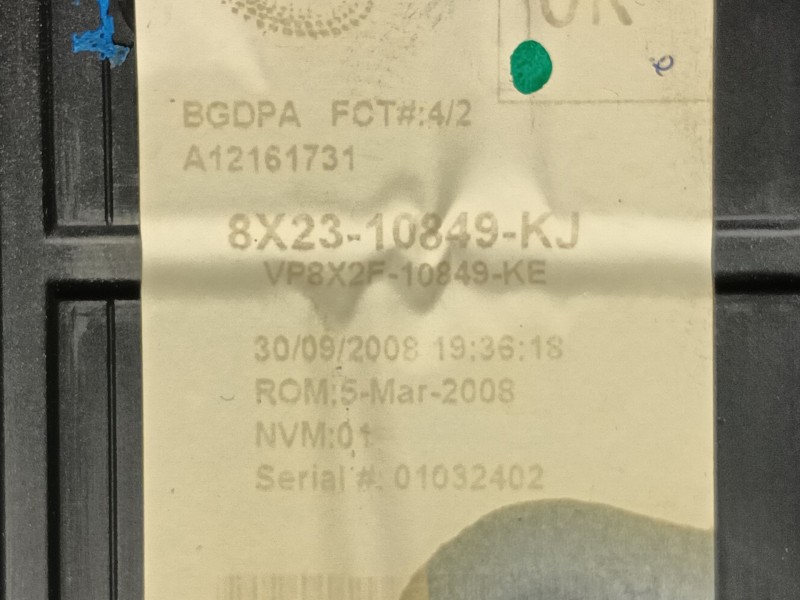 BGDPA FCT#:4/2
A12161731
8X23-10849-KJ
VP8X2F-10849-KE
30/09/2008 19:36:18
ROM:5-Mar-2008
NVM:01
Serial #: 01032402